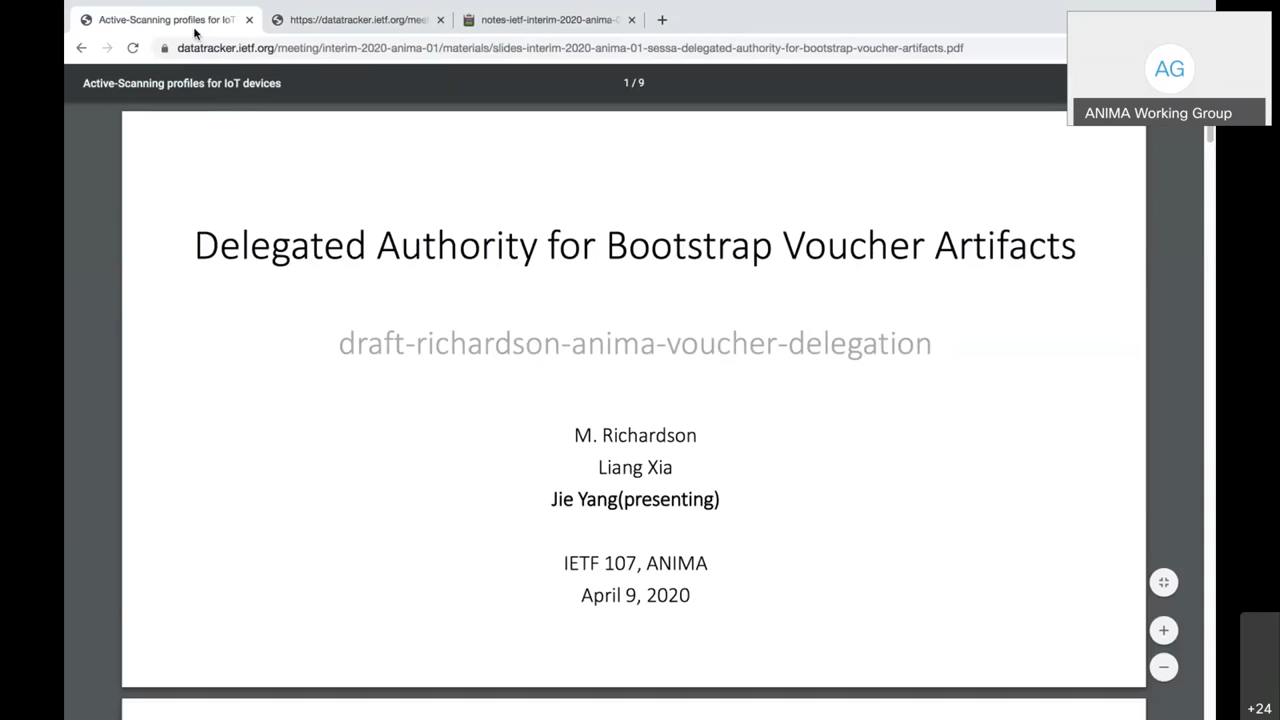 Active-Scanning profiles for IoT
https://datatracker.ietf.org/mee
notes-ietf-interim-2020-anima-0
datatracker.ietf.org/meeting/interim-2020-anima-01/materials/slides-interim-2020-anima-01-sessa-delegated-authority-for-bootstrap-voucher-artifacts.pdf
AG
ANIMA Working Group
Active-Scanning profiles for IoT devices
1 / 9
Delegated Authority for Bootstrap Voucher Artifacts
draft-richardson-anima-voucher-delegation
M. Richardson
Liang Xia
Jie Yang(presenting)
IETF 107, ANIMA
April 9, 2020
+24